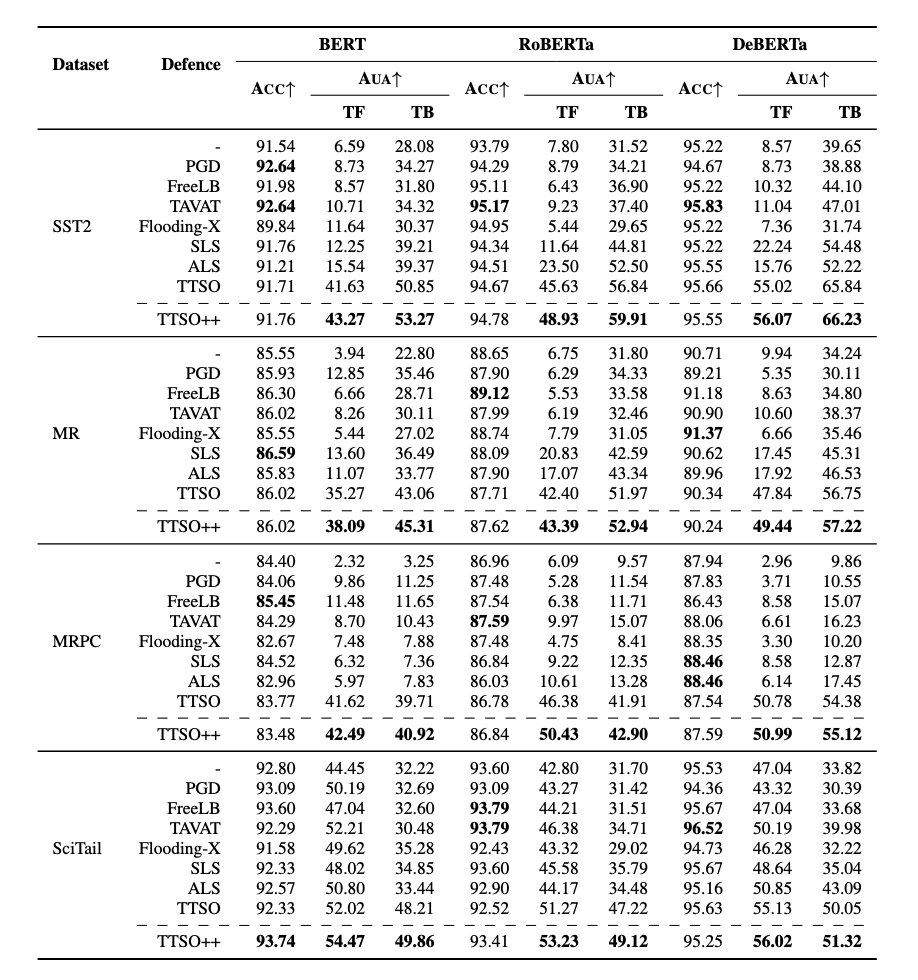 BERT RoBERTa DeBERTa
Dataset Defence ACC↑ AUA↑ ACC↑ AUA↑ ACC↑ AUA↑
TF TB TF TB TF TB
- 91.54 6.59 28.08 93.79 7.80 31.52 95.22 8.57 39.65
PGD 92.64 8.73 34.27 94.29 8.79 34.21 94.67 8.73 38.88
FreeLB 91.98 8.57 31.80 95.11 6.43 36.90 95.22 10.32 44.10
TAVAT 92.64 10.71 34.32 95.17 9.23 37.40 95.83 11.04 47.01
SST2 Flooding-X 89.84 11.64 30.37 94.95 5.44 29.65 95.22 7.36 31.74
SLS 91.76 12.25 39.21 94.34 11.64 44.81 95.22 22.24 54.48
ALS 91.21 15.54 39.37 94.51 23.50 52.50 95.55 15.76 52.22
TTSO 91.71 41.63 50.85 94.67 45.63 56.84 95.66 55.02 65.84
TTSO++ 91.76 43.27 53.27 94.78 48.93 59.91 95.55 56.07 66.23
- 85.55 3.94 22.80 88.65 6.75 31.80 90.71 9.94 34.24
PGD 85.93 12.85 35.46 87.90 6.29 34.33 89.21 5.35 30.11
FreeLB 86.30 6.66 28.71 89.12 5.53 33.58 91.18 8.63 34.80
TAVAT 86.02 8.26 30.11 87.99 6.19 32.46 90.90 10.60 38.37
MR Flooding-X 85.55 5.44 27.02 88.74 7.79 31.05 91.37 6.66 35.46
SLS 86.59 13.60 36.49 88.09 20.83 42.59 90.62 17.45 45.31
ALS 85.83 11.07 33.77 87.90 17.07 43.34 89.96 17.92 46.53
TTSO 86.02 35.27 43.06 87.71 42.40 51.97 90.34 47.84 56.75
TTSO++ 86.02 38.09 45.31 87.62 43.39 52.94 90.24 49.44 57.22
- 84.40 2.32 3.25 86.96 6.09 9.57 87.94 2.96 9.86
PGD 84.06 9.86 11.25 87.48 5.28 11.54 87.83 3.71 10.55
FreeLB 85.45 11.48 11.65 87.54 6.38 11.71 86.43 8.58 15.07
TAVAT 84.29 8.70 10.43 87.59 9.97 15.07 88.06 6.61 16.23
MRPC Flooding-X 82.67 7.48 7.88 87.48 4.75 8.41 88.35 3.30 10.20
SLS 84.52 6.32 7.36 86.84 9.22 12.35 88.46 8.58 12.87
ALS 82.96 5.97 7.83 86.03 10.61 13.28 88.46 6.14 17.45
TTSO 83.77 41.62 39.71 86.78 46.38 41.91 87.54 50.78 54.38
TTSO++ 83.48 42.49 40.92 86.84 50.43 42.90 87.59 50.99 55.12
- 92.80 44.45 32.22 93.60 42.80 31.70 95.53 47.04 33.82
PGD 93.09 50.19 32.69 93.09 43.27 31.42 94.36 43.32 30.39
FreeLB 93.60 47.04 32.60 93.79 44.21 31.51 95.67 47.04 33.68
TAVAT 92.29 52.21 30.48 93.79 46.38 34.71 96.52 50.19 39.98
SciTail Flooding-X 91.58 49.62 35.28 92.43 43.32 29.02 94.73 46.28 32.22
SLS 92.33 48.02 34.85 93.60 45.58 35.79 95.67 48.64 35.04
ALS 92.57 50.80 33.44 92.90 44.17 34.48 95.16 50.85 43.09
TTSO 92.33 52.02 48.21 92.52 51.27 47.22 95.63 55.13 50.05
TTSO++ 93.74 54.47 49.86 93.41 53.23 49.12 95.25 56.02 51.32